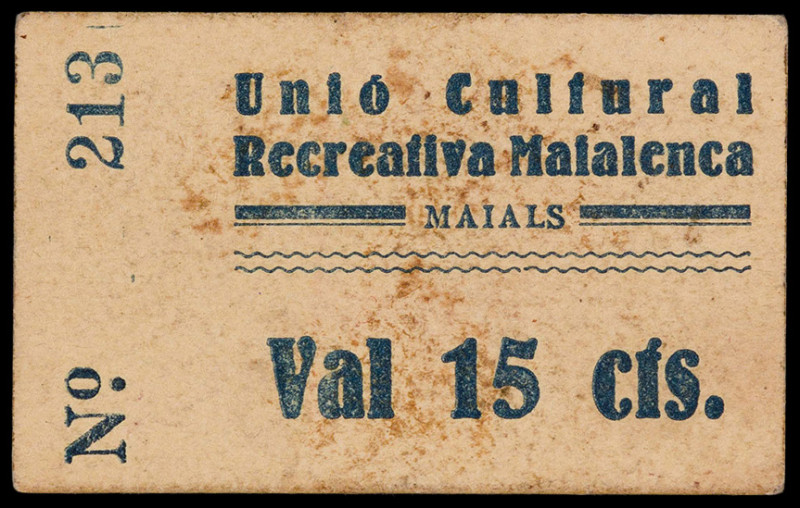 Unió Cultural
Recreativa Maialenca
MAIALS
Val 15 cts.
Nº. 213